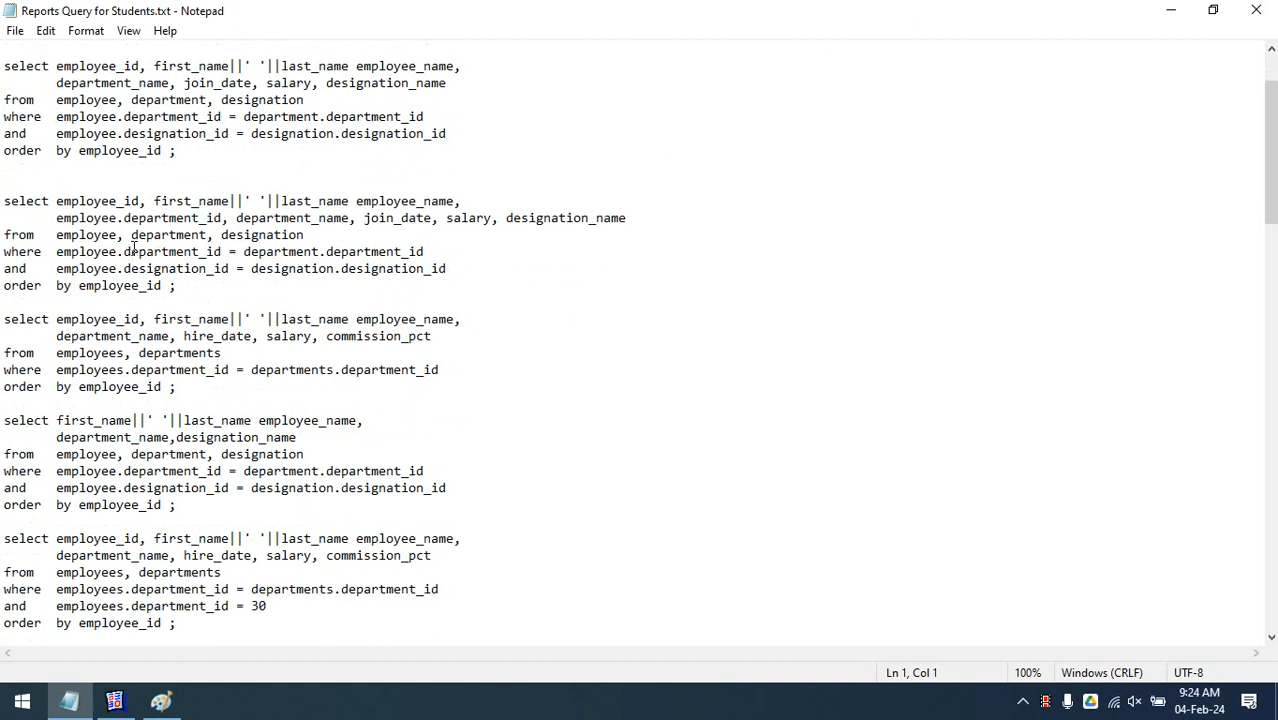 Reports Query for Students.txt - Notepad
File Edit Format View Help
select employee_id, first_name||' '||last_name employee_name,
department_name, join_date, salary, designation_name
from employee, department, designation
where employee.department_id = department.department_id
and employee.designation_id = designation.designation_id
order by employee_id ;
select employee_id, first_name||' '||last_name employee_name,
employee.department_id, department_name, join_date, salary, designation_name
from employee, department, designation
where employee.department_id = department.department_id
and employee.designation_id = designation.designation_id
order by employee_id ;
select employee_id, first_name||' '||last_name employee_name,
department_name, hire_date, salary, commission_pct
from employees, departments
where employees.department_id = departments.department_id
order by employee_id ;
select first_name||' '||last_name employee_name,
department_name,designation_name
from employee, department, designation
where employee.department_id = department.department_id
and employee.designation_id = designation.designation_id
order by employee_id ;
select employee_id, first_name||' '||last_name employee_name,
department_name, hire_date, salary, commission_pct
from employees, departments
where employees.department_id = departments.department_id
and employees.department_id = 30
order by employee_id ;
Ln 1, Col 1 100% Windows (CRLF) UTF-8
9:24 AM
04-Feb-24